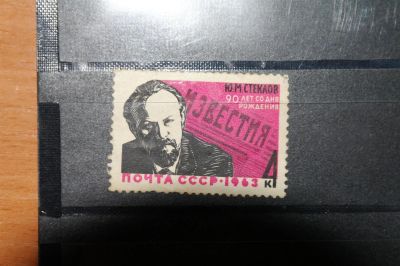 Ю.М.СТЕКЛОВ
90 ЛЕТ СО ДНЯ
РОЖДЕНИЯ
ИЗВЕСТИЯ
4 к
ПОЧТА СССР·1963